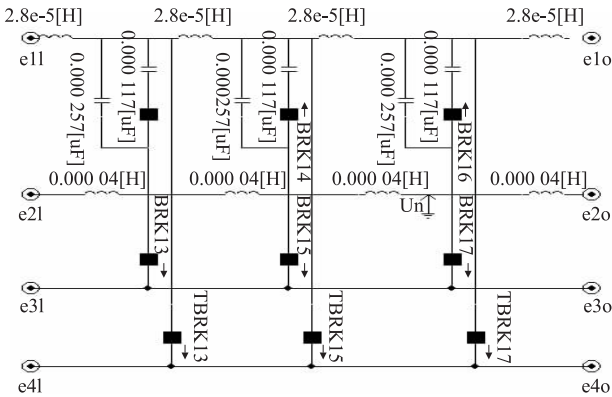 2.8e-5[H] 2.8e-5[H] 2.8e-5[H] 2.8e-5[H]
e1l e1o
0.000 257[uF] 0.000 117[uF] 0.000257[uF] 0.000 117[uF] 0.000 257[uF] 0.000 117[uF]
BRK14 BRK16
0.000 04[H] 0.000 04[H] 0.000 04[H] 0.000 04[H]
e2l Un e2o
BRK13 BRK15 BRK17
e3l e3o
TBRK13 TBRK15 TBRK17
e4l e4o